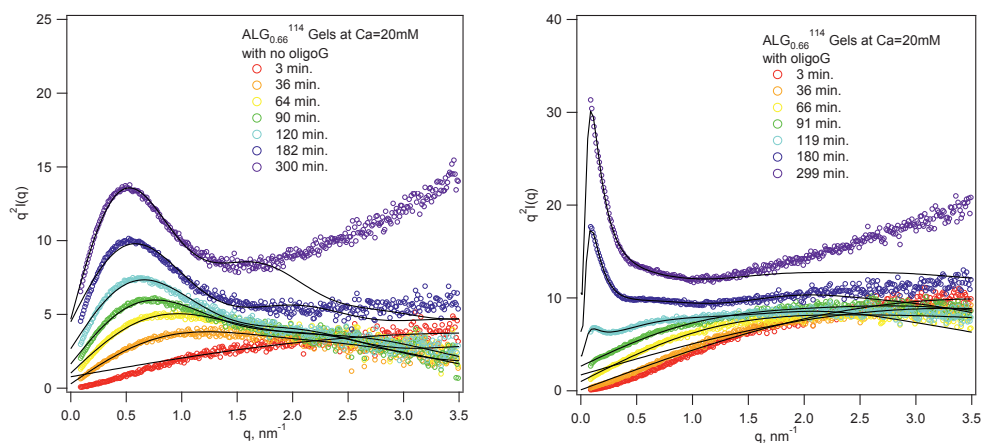 25
20
15
10
5
0
q²I(q)
0.0 0.5 1.0 1.5 2.0 2.5 3.0 3.5
q, nm⁻¹
ALG₀.₆₆¹¹⁴ Gels at Ca=20mM
with no oligoG
3 min.
36 min.
64 min.
90 min.
120 min.
182 min.
300 min.
40
30
20
10
0
q²I(q)
0.0 0.5 1.0 1.5 2.0 2.5 3.0 3.5
q, nm⁻¹
ALG₀.₆₆¹¹⁴ Gels at Ca=20mM
with oligoG
3 min.
36 min.
66 min.
91 min.
119 min.
180 min.
299 min.